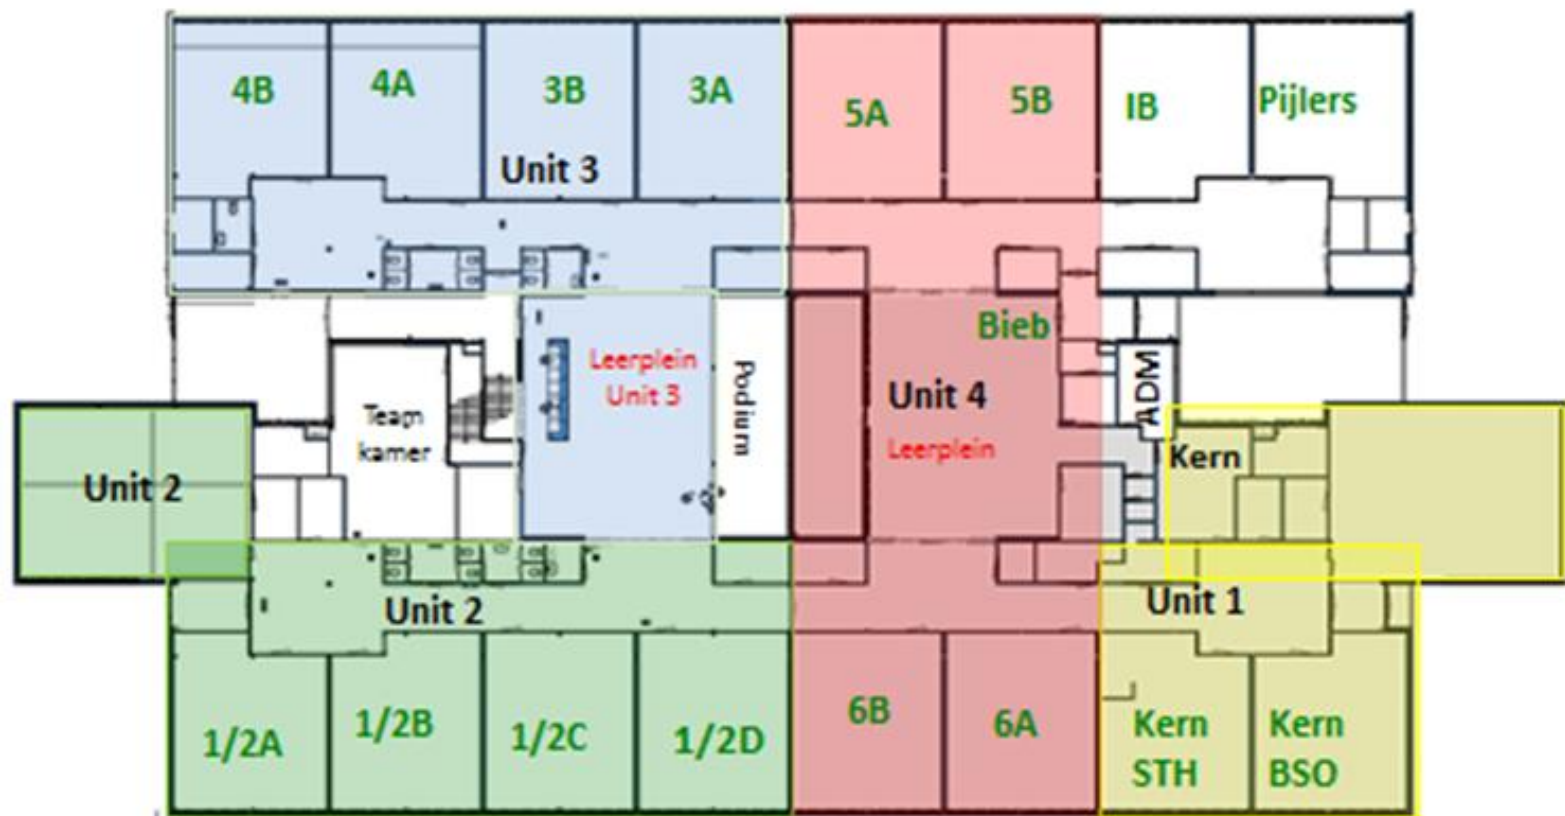 4B
4A
3B
3A
5A
5B
IB
Pijlers
Unit 3
Bieb
Leerplein
Unit 3
Podium
Unit 4
Leerplein
ADM
Team
kamer
Kern
Unit 2
Unit 2
Unit 1
1/2A
1/2B
1/2C
1/2D
6B
6A
Kern
STH
Kern
BSO